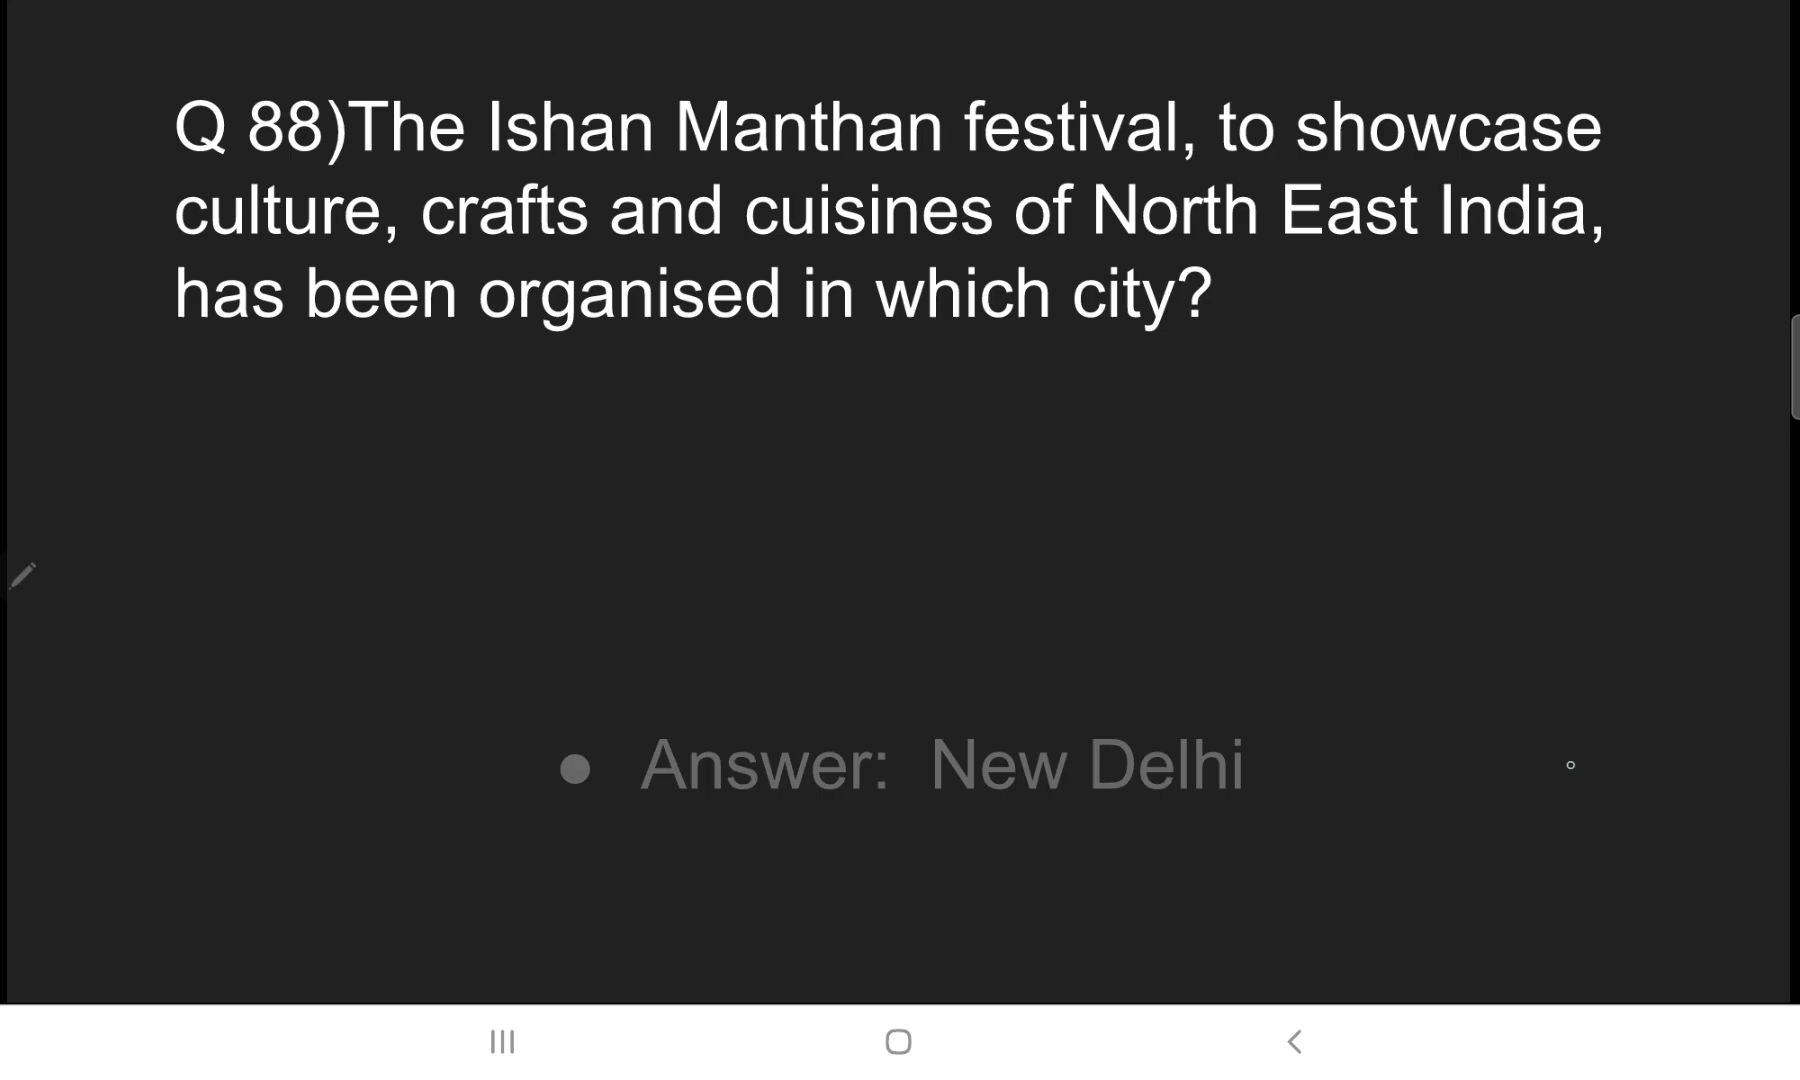 Q 88)The Ishan Manthan festival, to showcase
culture, crafts and cuisines of North East India,
has been organised in which city?
● Answer:  New Delhi